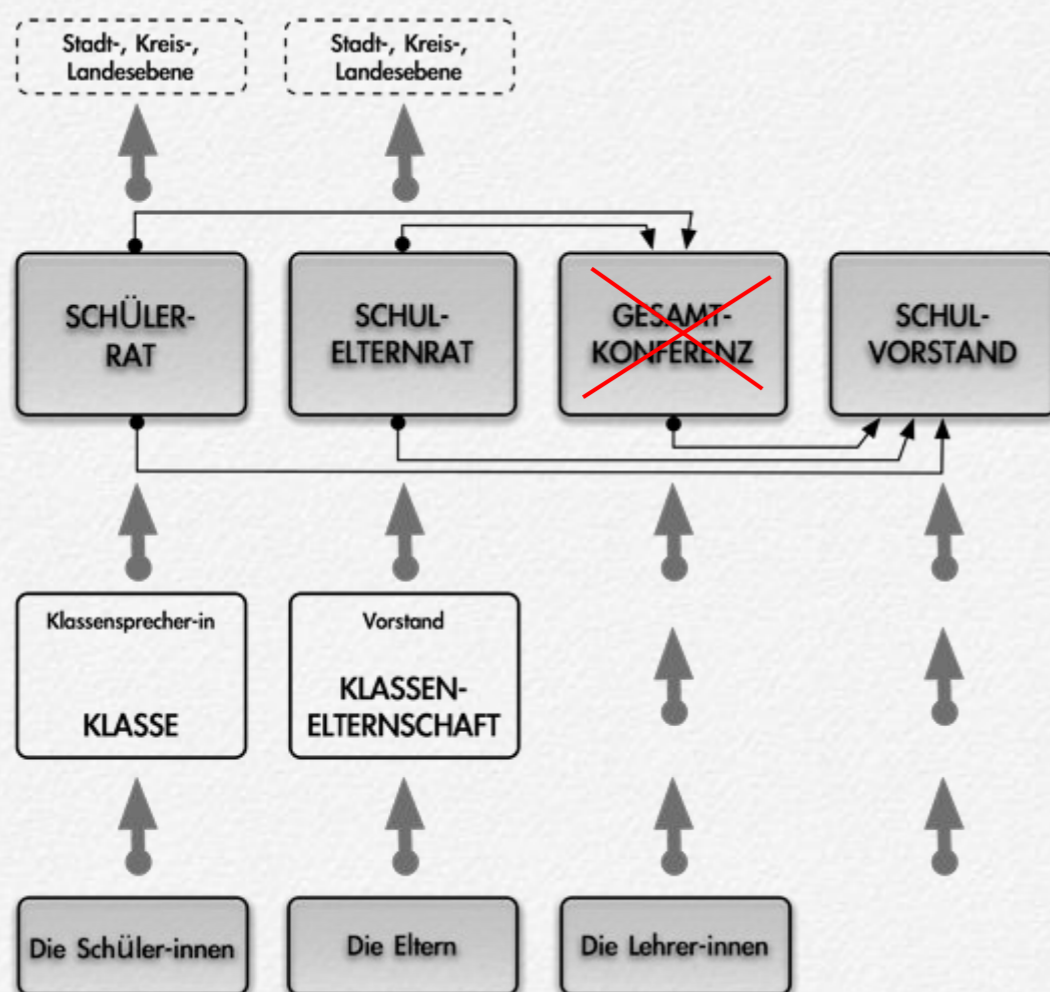 Stadt-, Kreis-,
Landesebene
Stadt-, Kreis-,
Landesebene
SCHÜLER-
RAT
SCHUL-
ELTERNRAT
GESAMT-
KONFERENZ
SCHUL-
VORSTAND
Klassensprecher-in
KLASSE
Vorstand
KLASSEN-
ELTERNSCHAFT
Die Schüler-innen
Die Eltern
Die Lehrer-innen